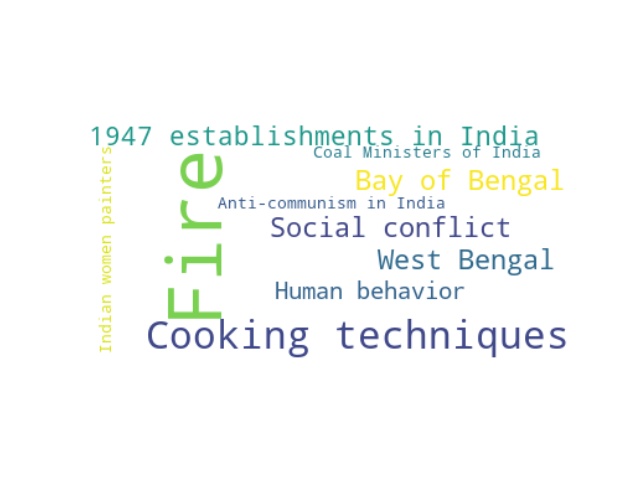 1947 establishments in India
Coal Ministers of India
Indian women painters
Fire
Bay of Bengal
Anti-communism in India
Social conflict
West Bengal
Human behavior
Cooking techniques